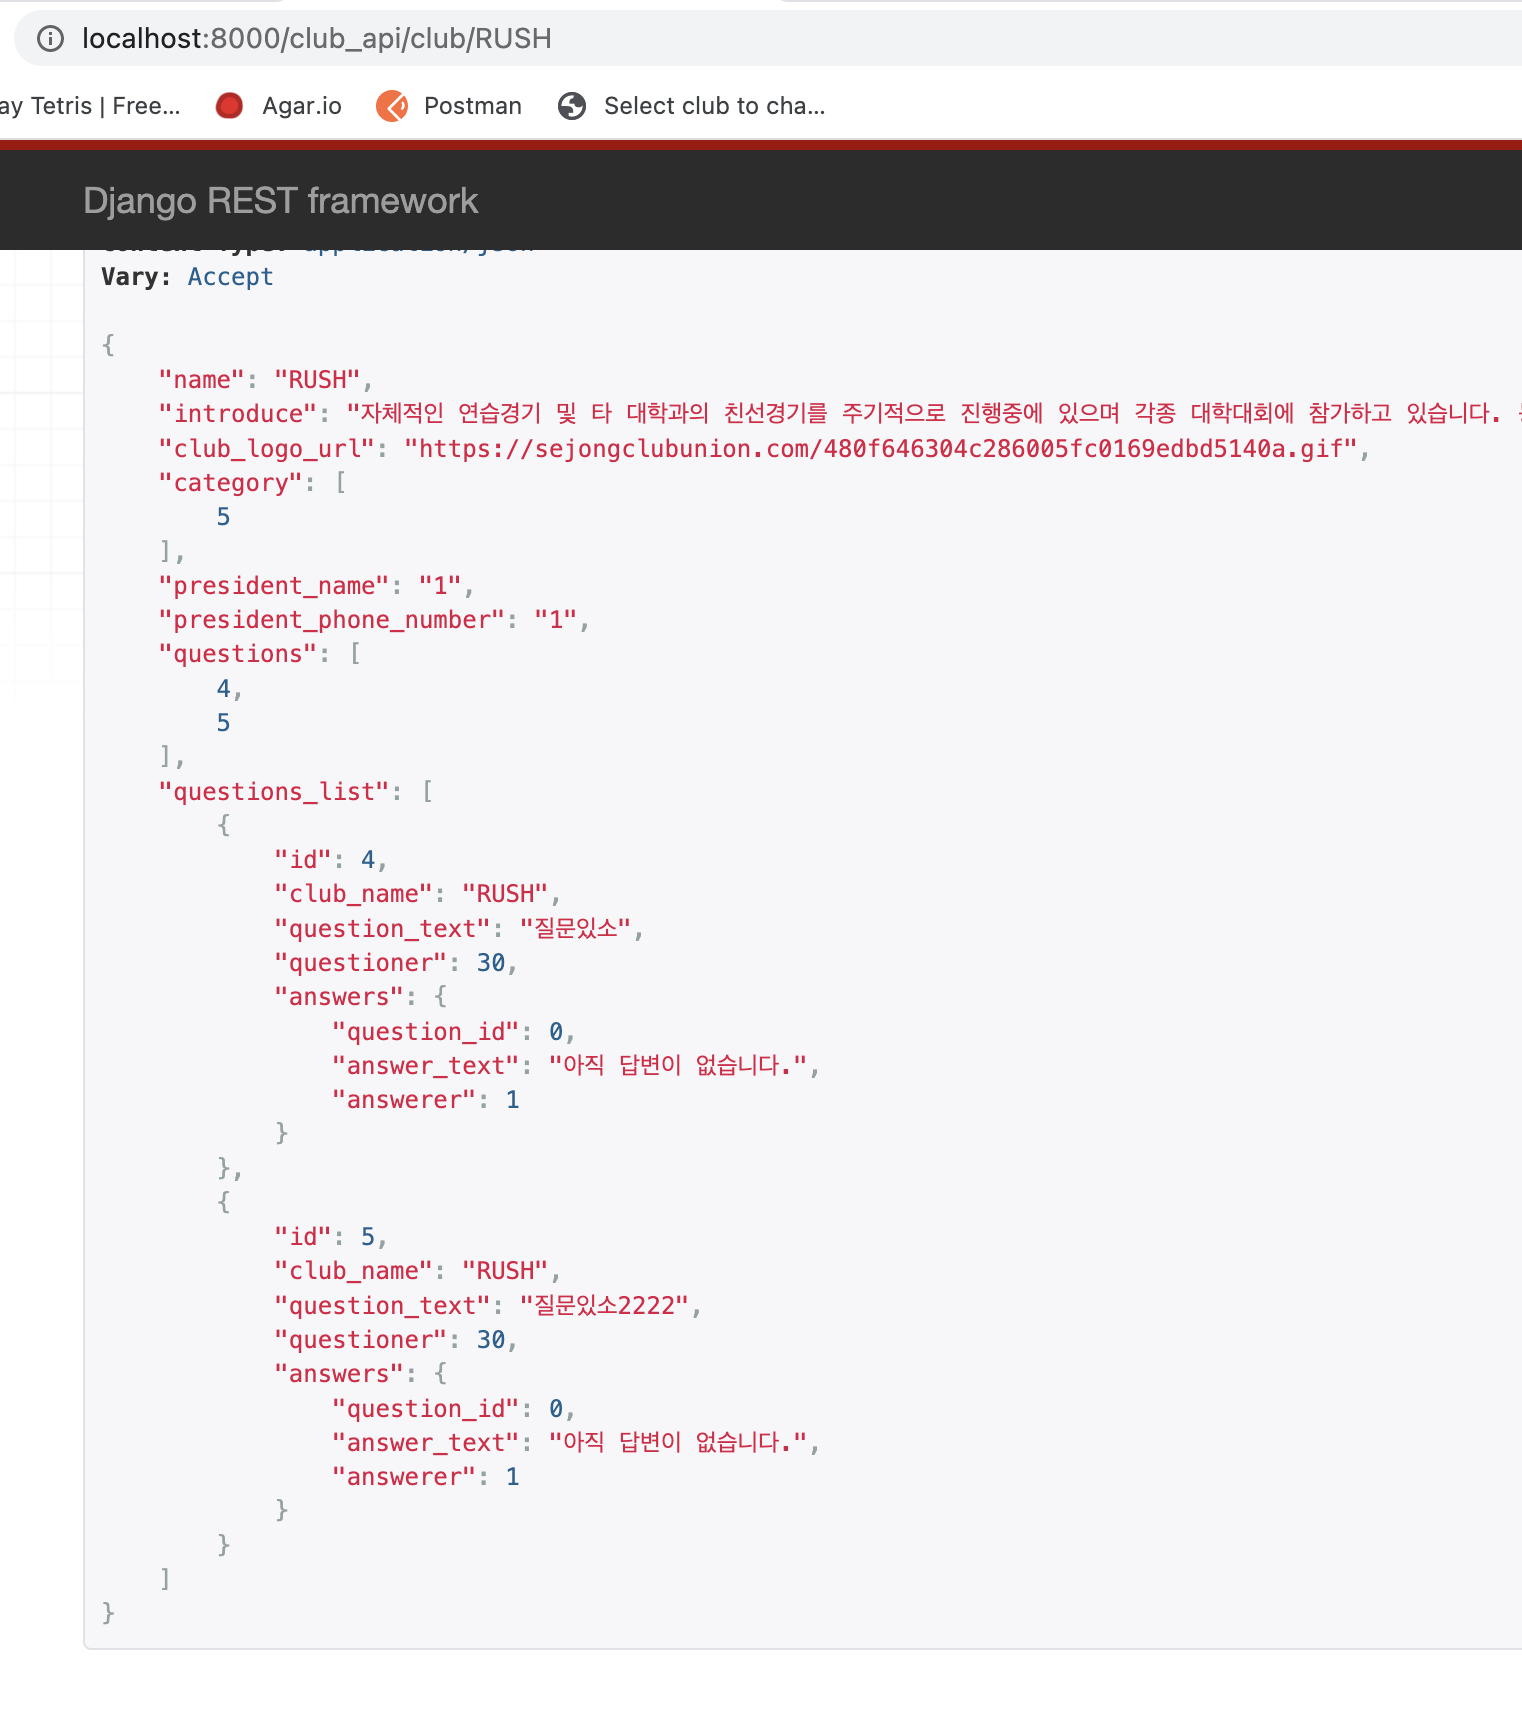 localhost:8000/club_api/club/RUSH
ay Tetris | Free... Agar.io Postman Select club to cha...
Django REST framework
Content-Type: application/json
Vary: Accept
{
"name": "RUSH",
"introduce": "자체적인 연습경기 및 타 대학과의 친선경기를 주기적으로 진행중에 있으며 각종 대학대회에 참가하고 있습니다.
"club_logo_url": "https://sejongclubunion.com/480f646304c286005fc0169edbd5140a.gif",
"category": [
5
],
"president_name": "1",
"president_phone_number": "1",
"questions": [
4,
5
],
"questions_list": [
{
"id": 4,
"club_name": "RUSH",
"question_text": "질문있소",
"questioner": 30,
"answers": {
"question_id": 0,
"answer_text": "아직 답변이 없습니다.",
"answerer": 1
}
},
{
"id": 5,
"club_name": "RUSH",
"question_text": "질문있소2222",
"questioner": 30,
"answers": {
"question_id": 0,
"answer_text": "아직 답변이 없습니다.",
"answerer": 1
}
}
]
}